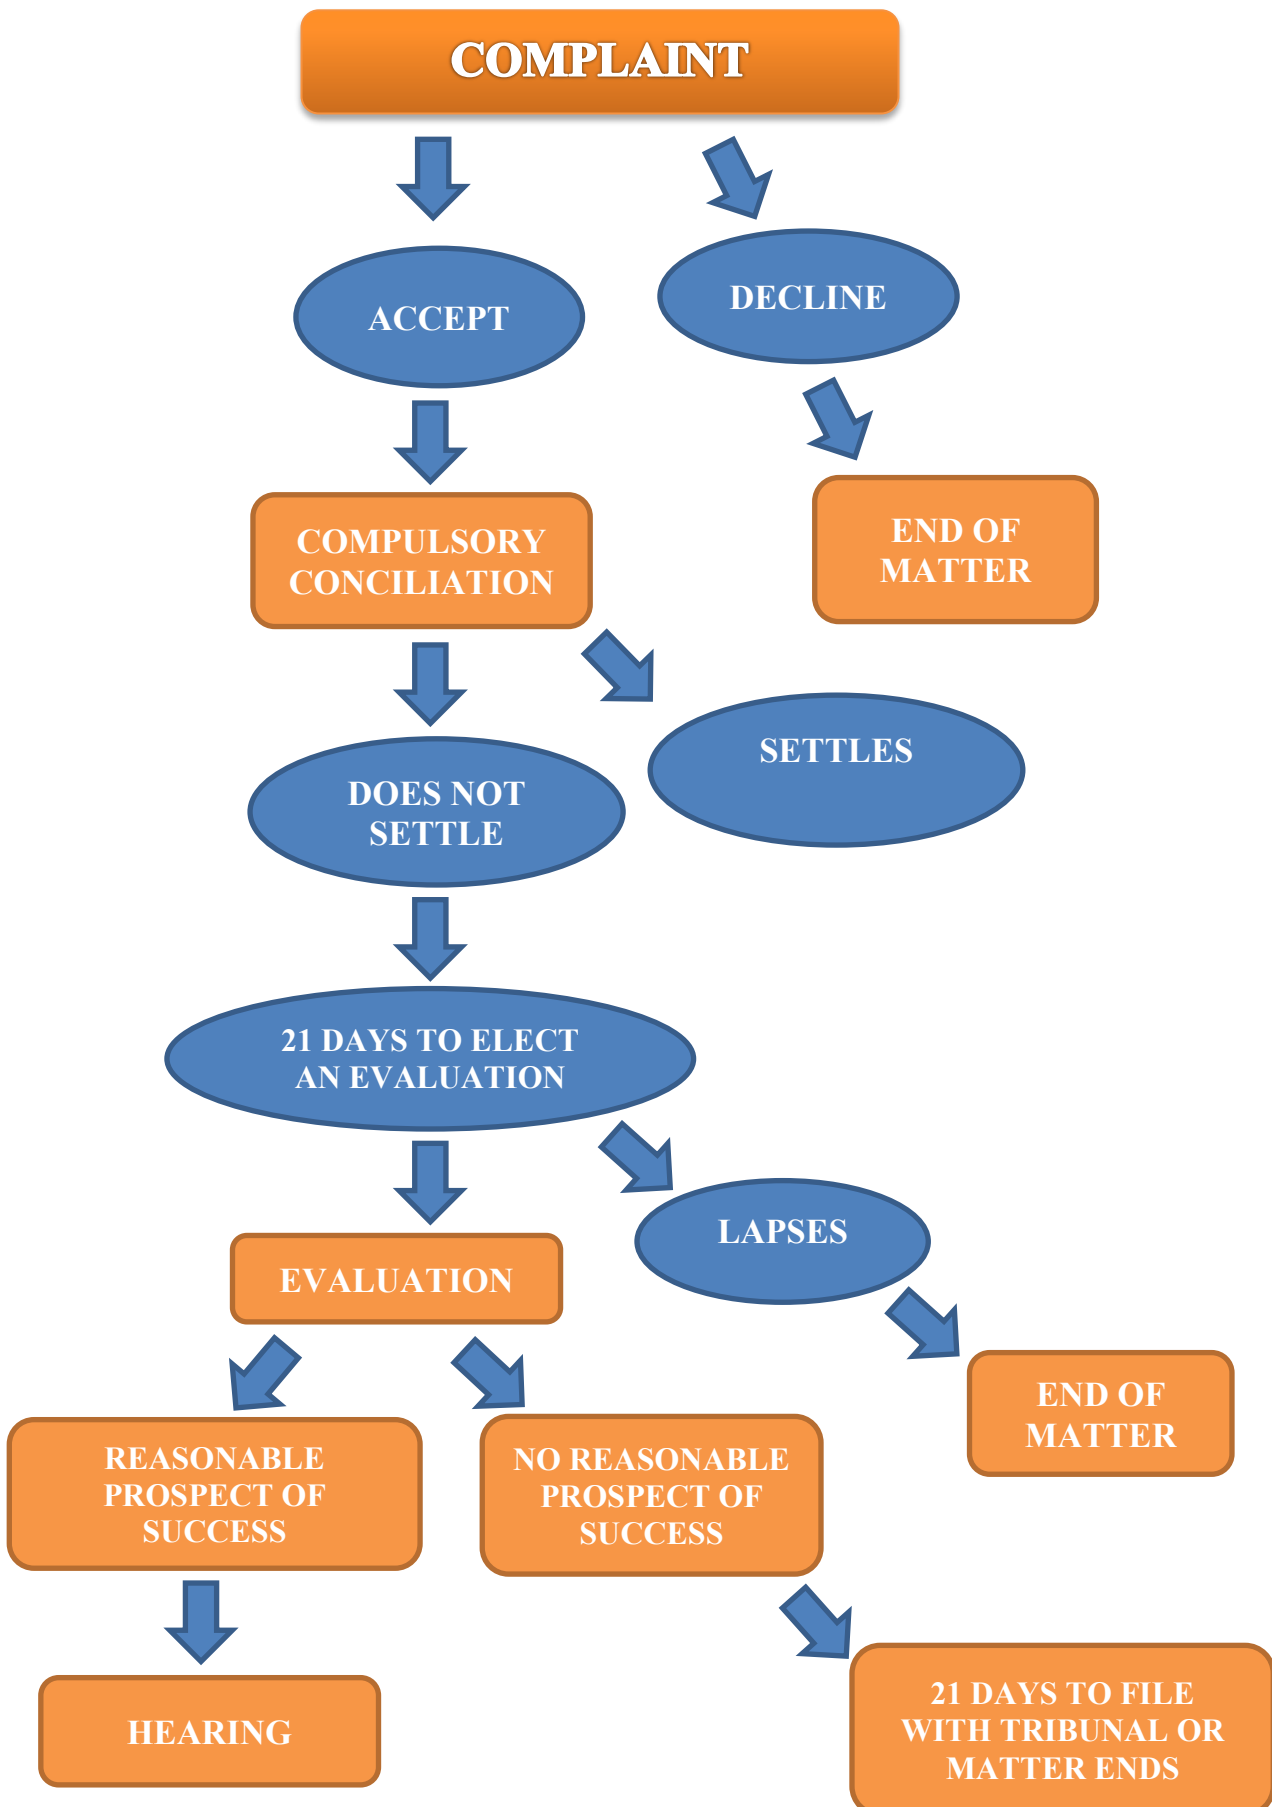 COMPLAINT
ACCEPT
DECLINE
COMPULSORY
CONCILIATION
END OF
MATTER
DOES NOT
SETTLE
SETTLES
21 DAYS TO ELECT
AN EVALUATION
EVALUATION
LAPSES
END OF
MATTER
REASONABLE
PROSPECT OF
SUCCESS
NO REASONABLE
PROSPECT OF
SUCCESS
HEARING
21 DAYS TO FILE
WITH TRIBUNAL OR
MATTER ENDS